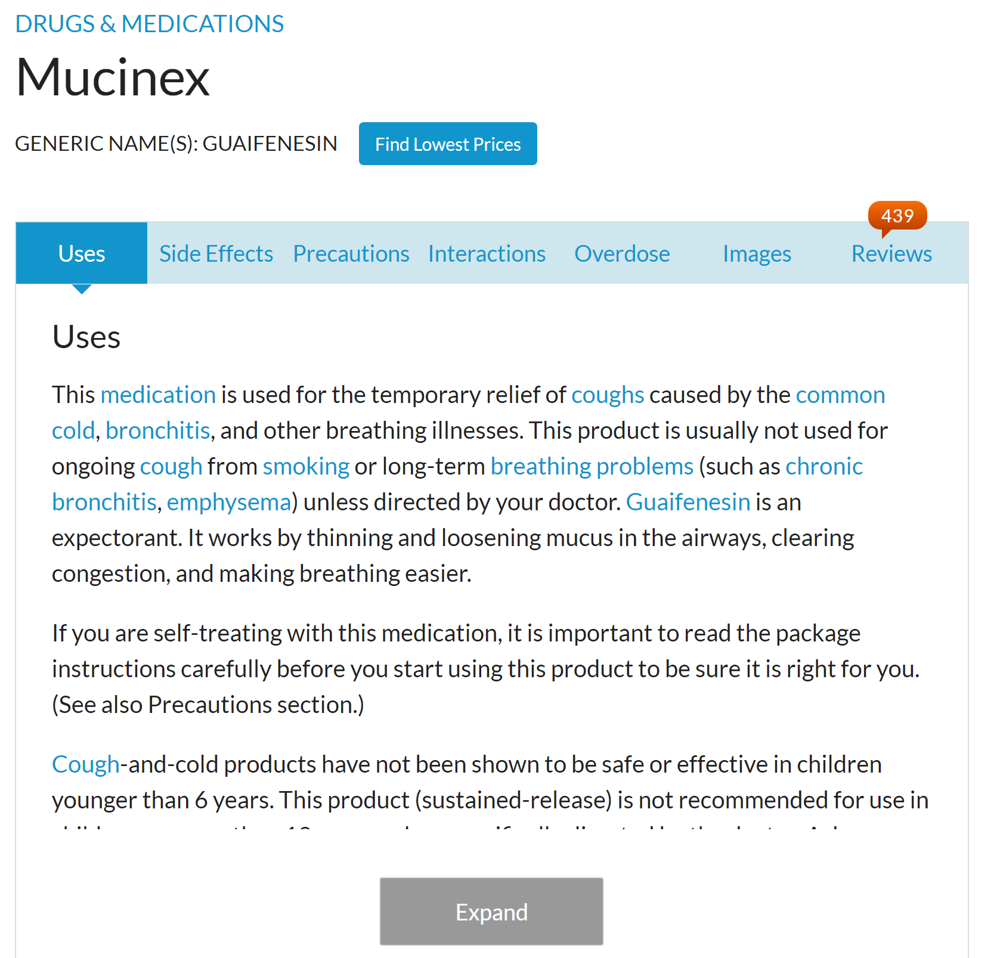 DRUGS & MEDICATIONS
Mucinex
GENERIC NAME(S): GUAIFENESIN
Find Lowest Prices
439
Uses
Side Effects
Precautions
Interactions
Overdose
Images
Reviews
Uses
This medication is used for the temporary relief of coughs caused by the common
cold, bronchitis, and other breathing illnesses. This product is usually not used for
ongoing cough from smoking or long-term breathing problems (such as chronic
bronchitis, emphysema) unless directed by your doctor. Guaifenesin is an
expectorant. It works by thinning and loosening mucus in the airways, clearing
congestion, and making breathing easier.
If you are self-treating with this medication, it is important to read the package
instructions carefully before you start using this product to be sure it is right for you.
(See also Precautions section.)
Cough-and-cold products have not been shown to be safe or effective in children
younger than 6 years. This product (sustained-release) is not recommended for use in
Expand